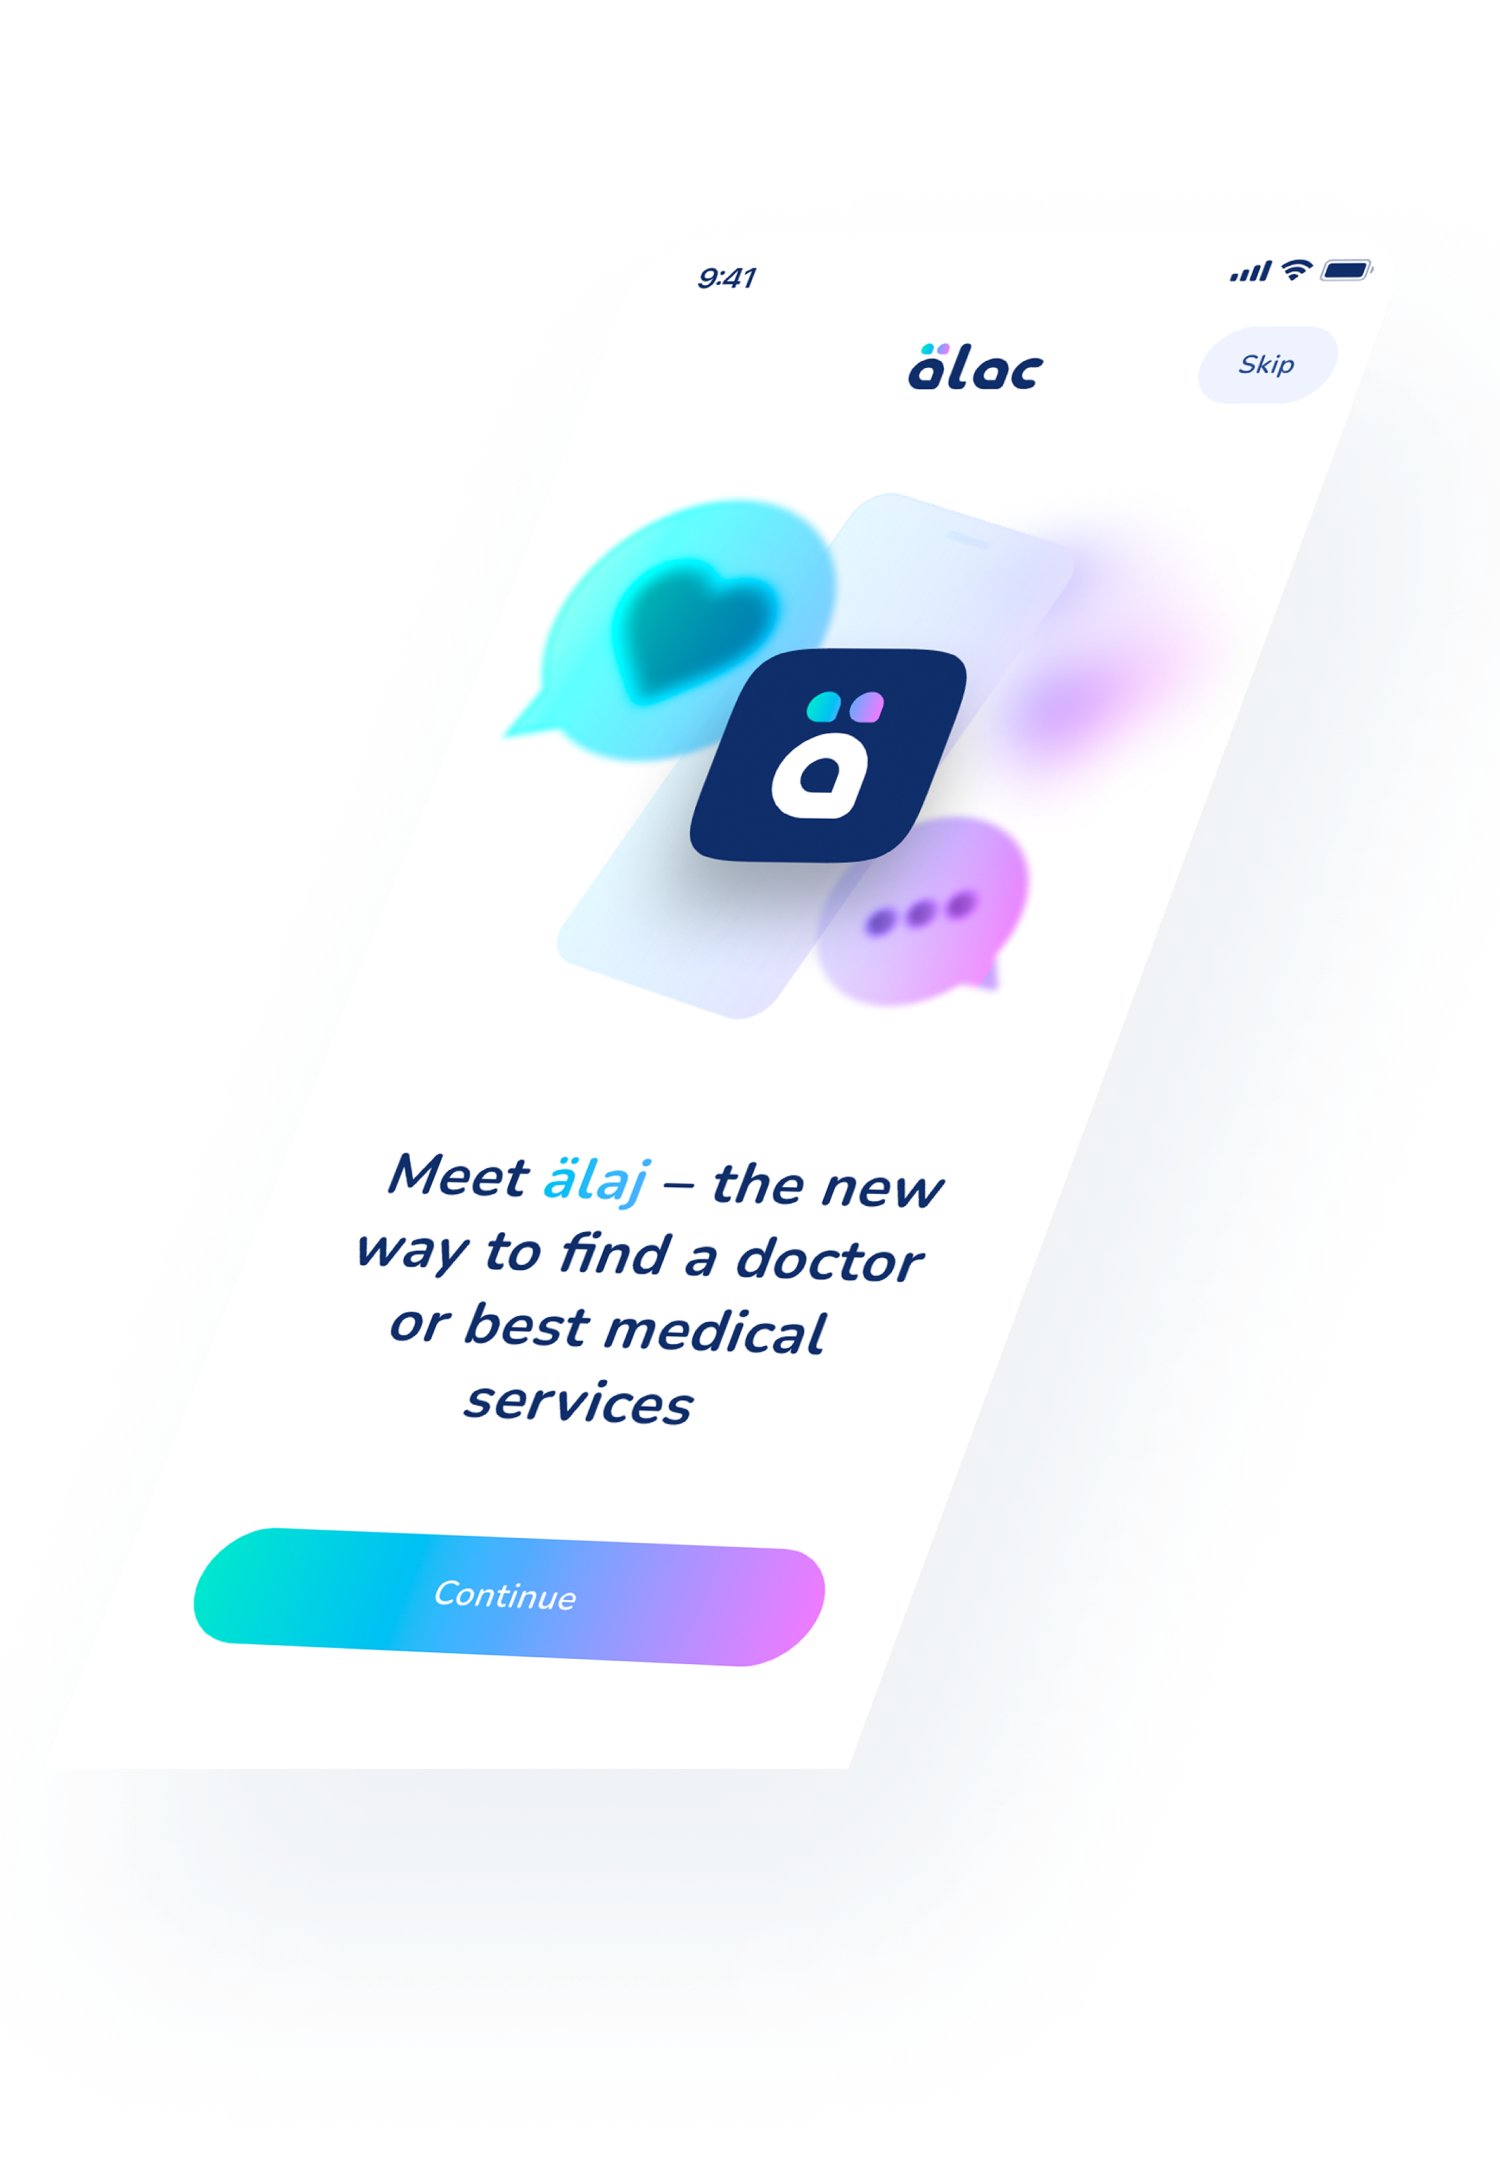 9:41
älac
Skip
ä
Meet älaj – the new
way to find a doctor
or best medical
services
Continue